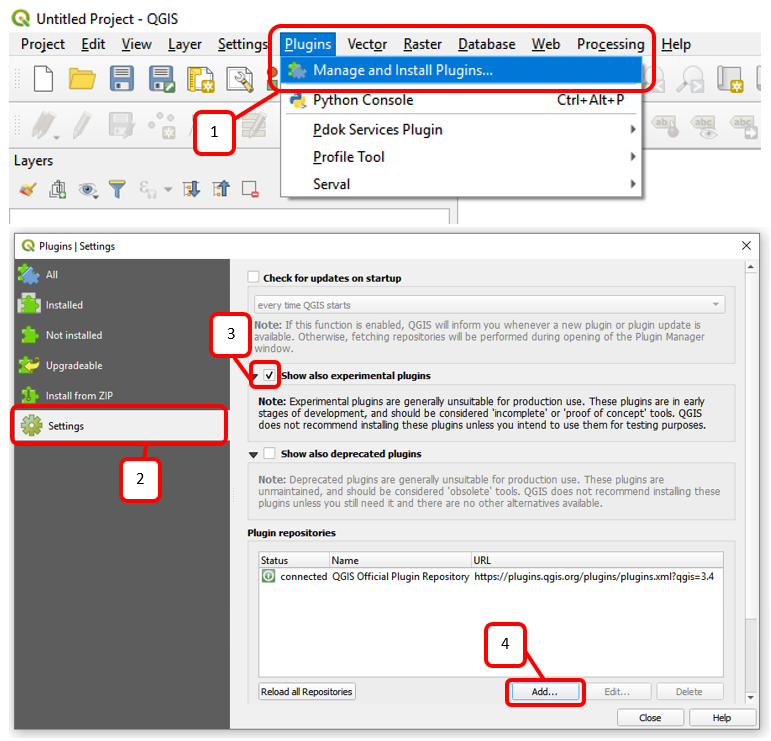 Untitled Project - QGIS
Project Edit View Layer Settings Plugins Vector Raster Database Web Processing Help
Manage and Install Plugins...
Python Console Ctrl+Alt+P
1
Pdok Services Plugin
Profile Tool
Serval
abc abc abc
Layers
Plugins | Settings
All
Installed
Not installed
Upgradeable
Install from ZIP
Settings
2
Check for updates on startup
every time QGIS starts
Note: If this function is enabled, QGIS will inform you whenever a new plugin or plugin update is
available. Otherwise, fetching repositories will be performed during opening of the Plugin Manager
window.
3
Show also experimental plugins
Note: Experimental plugins are generally unsuitable for production use. These plugins are in early
stages of development, and should be considered 'incomplete' or 'proof of concept' tools. QGIS
does not recommend installing these plugins unless you intend to use them for testing purposes.
Show also deprecated plugins
Note: Deprecated plugins are generally unsuitable for production use. These plugins are
unmaintained, and should be considered 'obsolete' tools. QGIS does not recommend installing these
plugins unless you still need it and there are no other alternatives available.
Plugin repositories
Status Name URL
connected QGIS Official Plugin Repository https://plugins.qgis.org/plugins/plugins.xml?qgis=3.4
4
Reload all Repositories Add... Edit... Delete
Close Help